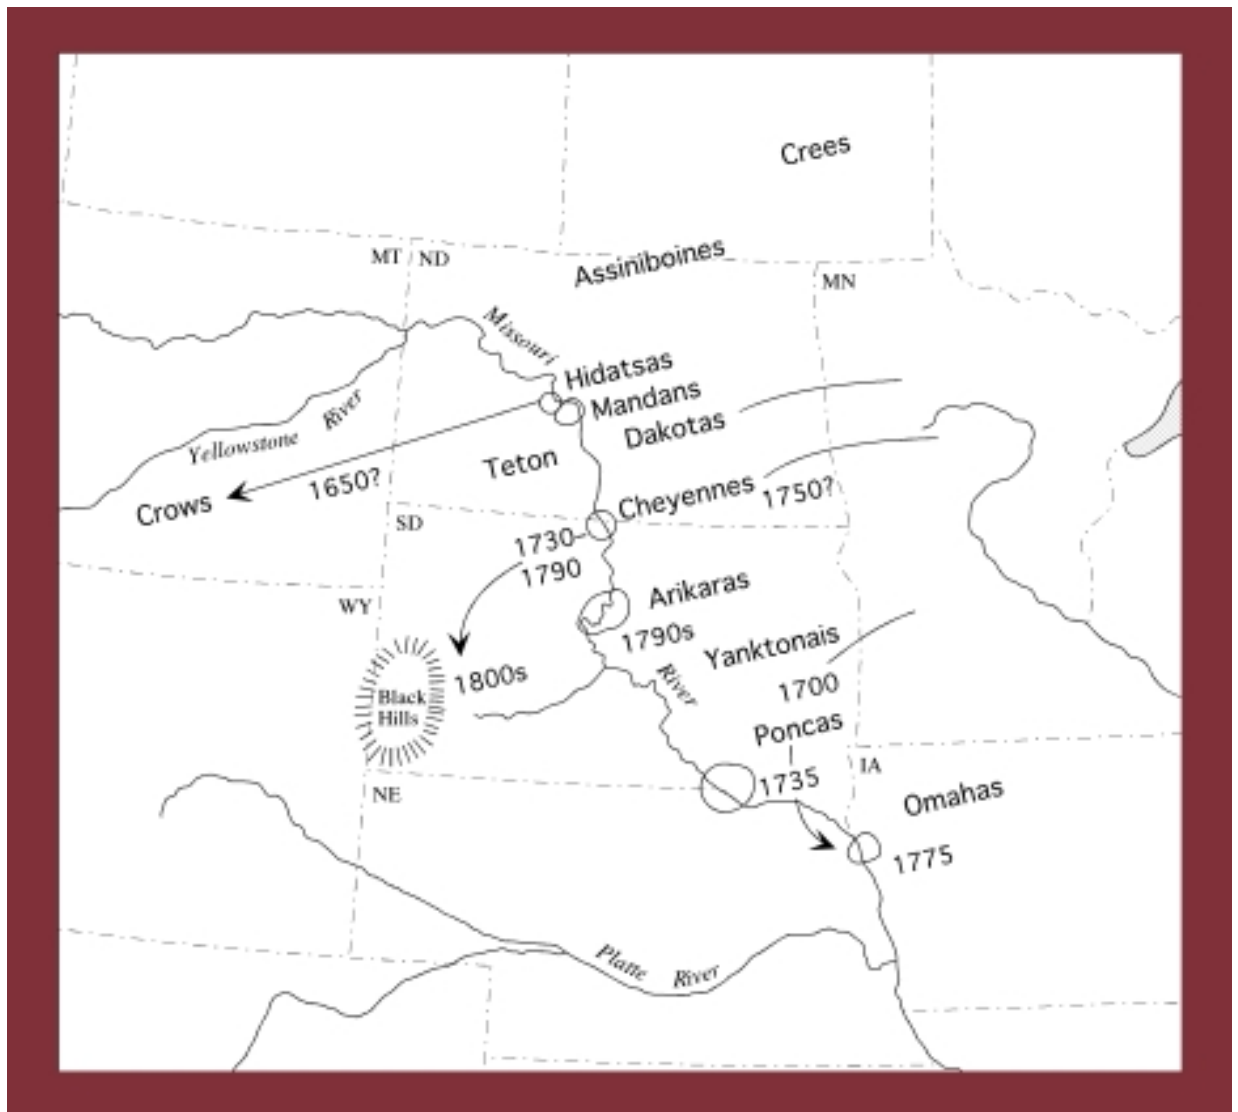 Crees
Assiniboines
MT
ND
MN
Missouri
Hidatsas
Mandans
Dakotas
Yellowstone River
Teton
1650?
Crows
Cheyennes
1750?
SD
1730-
1790
WY
Arikaras
1790s
Yanktonais
1700
1800s
River
Black
Hills
Poncas
1735
IA
NE
Omahas
1775
Platte River